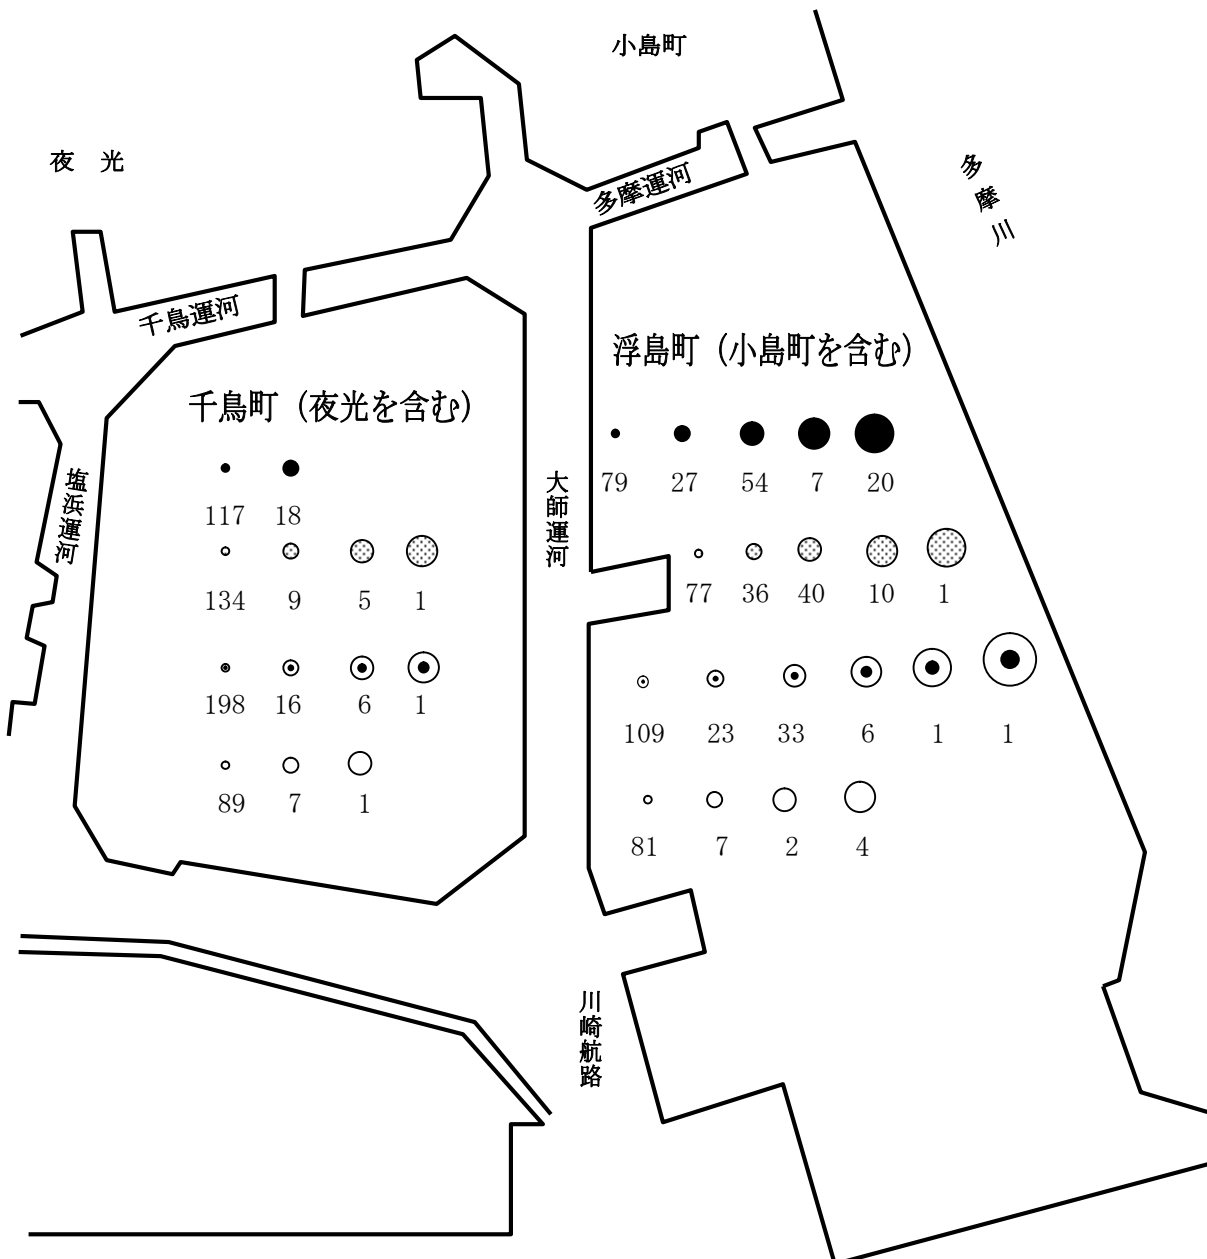 小島町
夜 光
多摩川
多摩運河
千鳥運河
浮島町（小島町を含む）
千鳥町（夜光を含む）
塩浜運河
大師運河
117 18
134 9 5 1
198 16 6 1
89 7 1
79 27 54 7 20
77 36 40 10 1
109 23 33 6 1 1
81 7 2 4
川崎航路